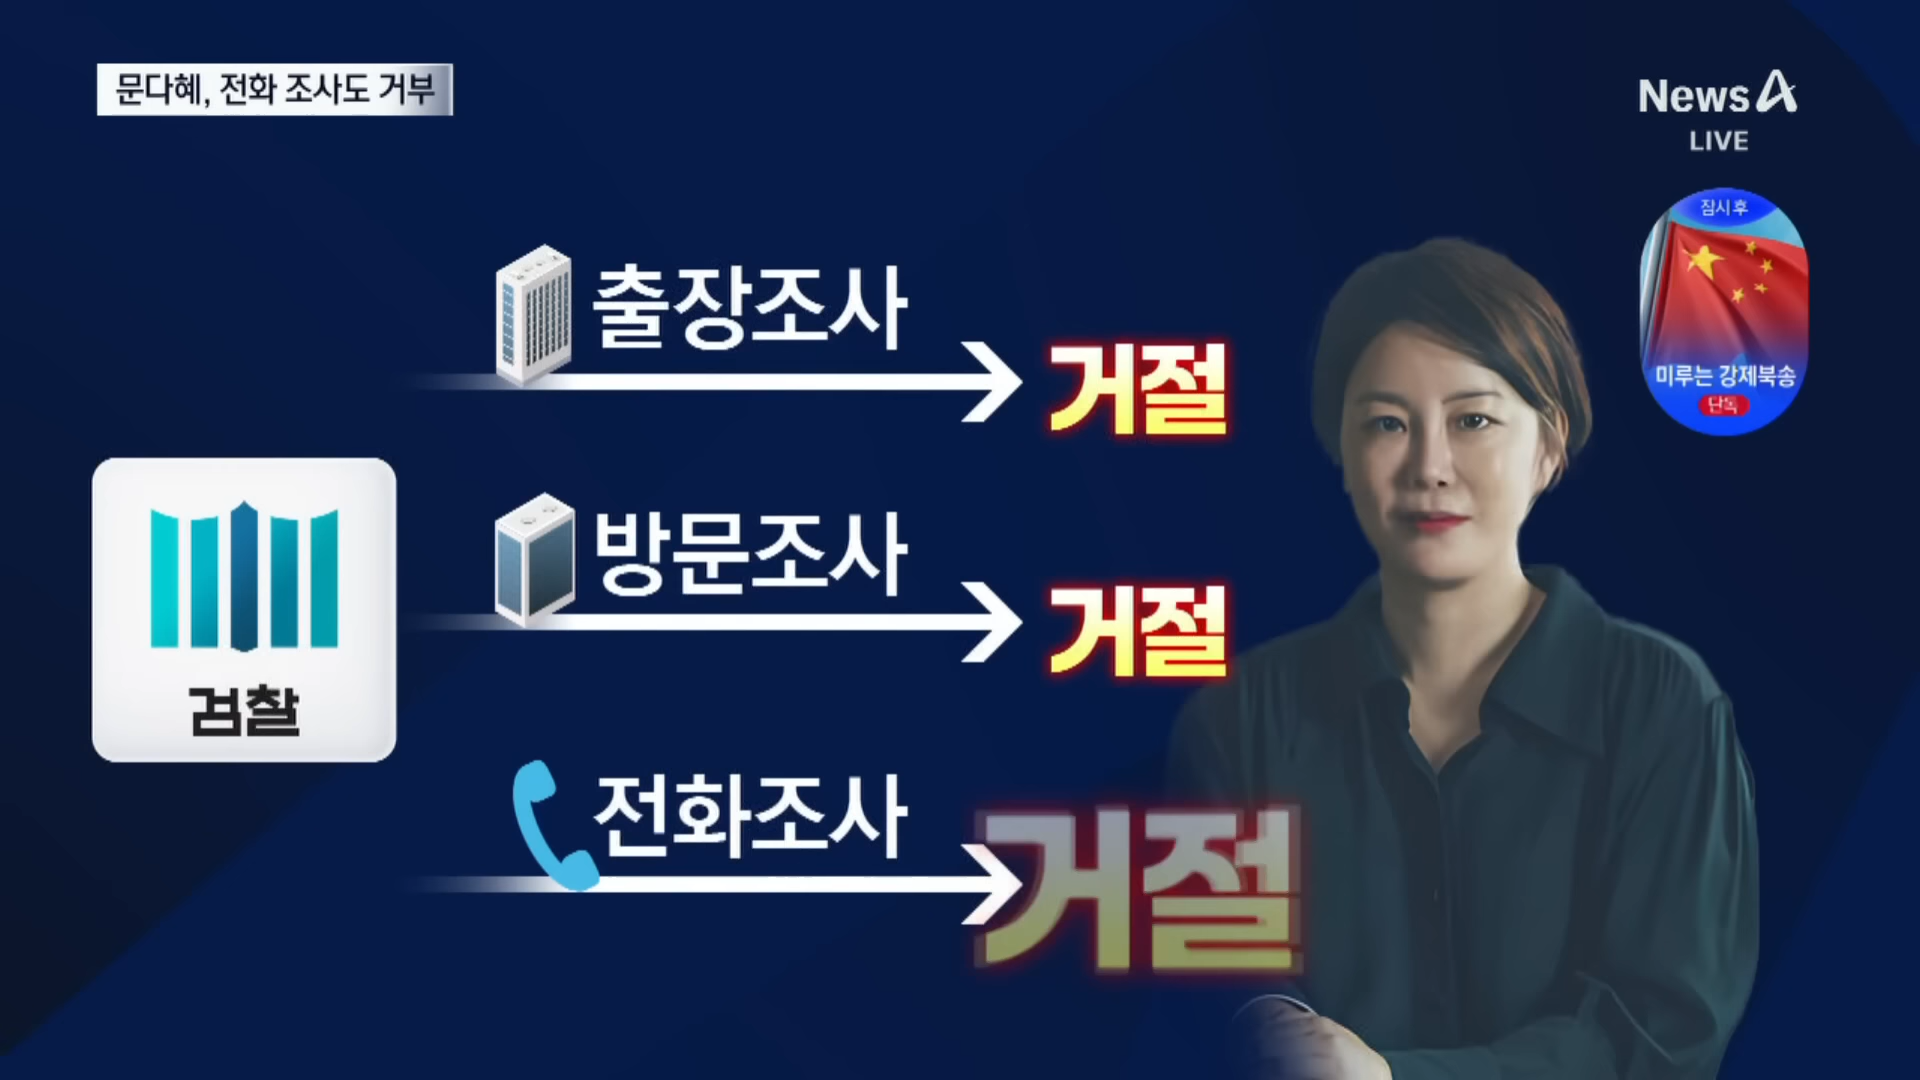 문다혜, 전화 조사도 거부
News A
LIVE
잠시 후
미루는 강제북송
단독
출장조사
거절
방문조사
거절
검찰
전화조사
거절